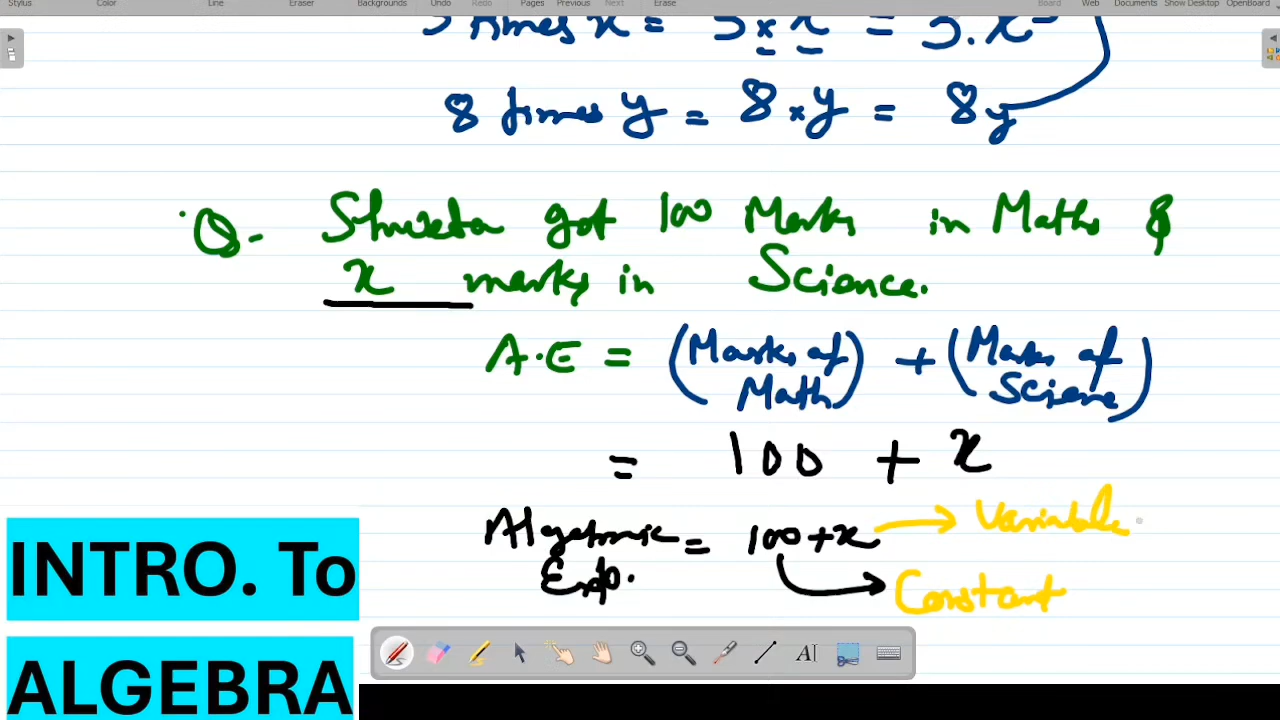 Stylus Color Line Eraser Backgrounds Undo Redo Pages Previous Next Erase Board Web Documents Show Desktop OpenBoard
times x = 5 × x = 5.x
8 times y = 8 × y = 8y
Q. Shweta got 100 Marks in Maths &
x marks in Science.
A.E = (Marks of Math) + (Marks of Science)
= 100 + x
Algebraic Exp. = 100+x → Variable
Constant
INTRO. To
ALGEBRA
AI